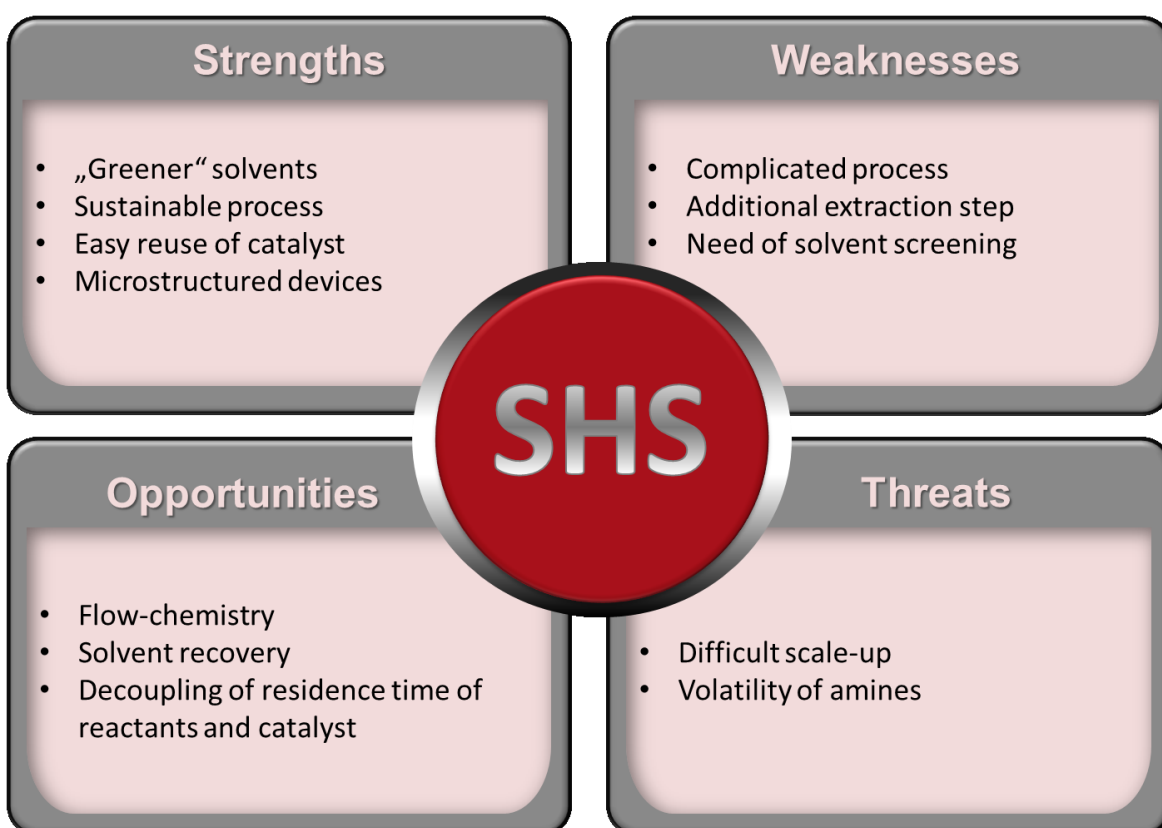 Strengths
• „Greener“ solvents
• Sustainable process
• Easy reuse of catalyst
• Microstructured devices
Weaknesses
• Complicated process
• Additional extraction step
• Need of solvent screening
SHS
Opportunities
• Flow-chemistry
• Solvent recovery
• Decoupling of residence time of
reactants and catalyst
Threats
• Difficult scale-up
• Volatility of amines